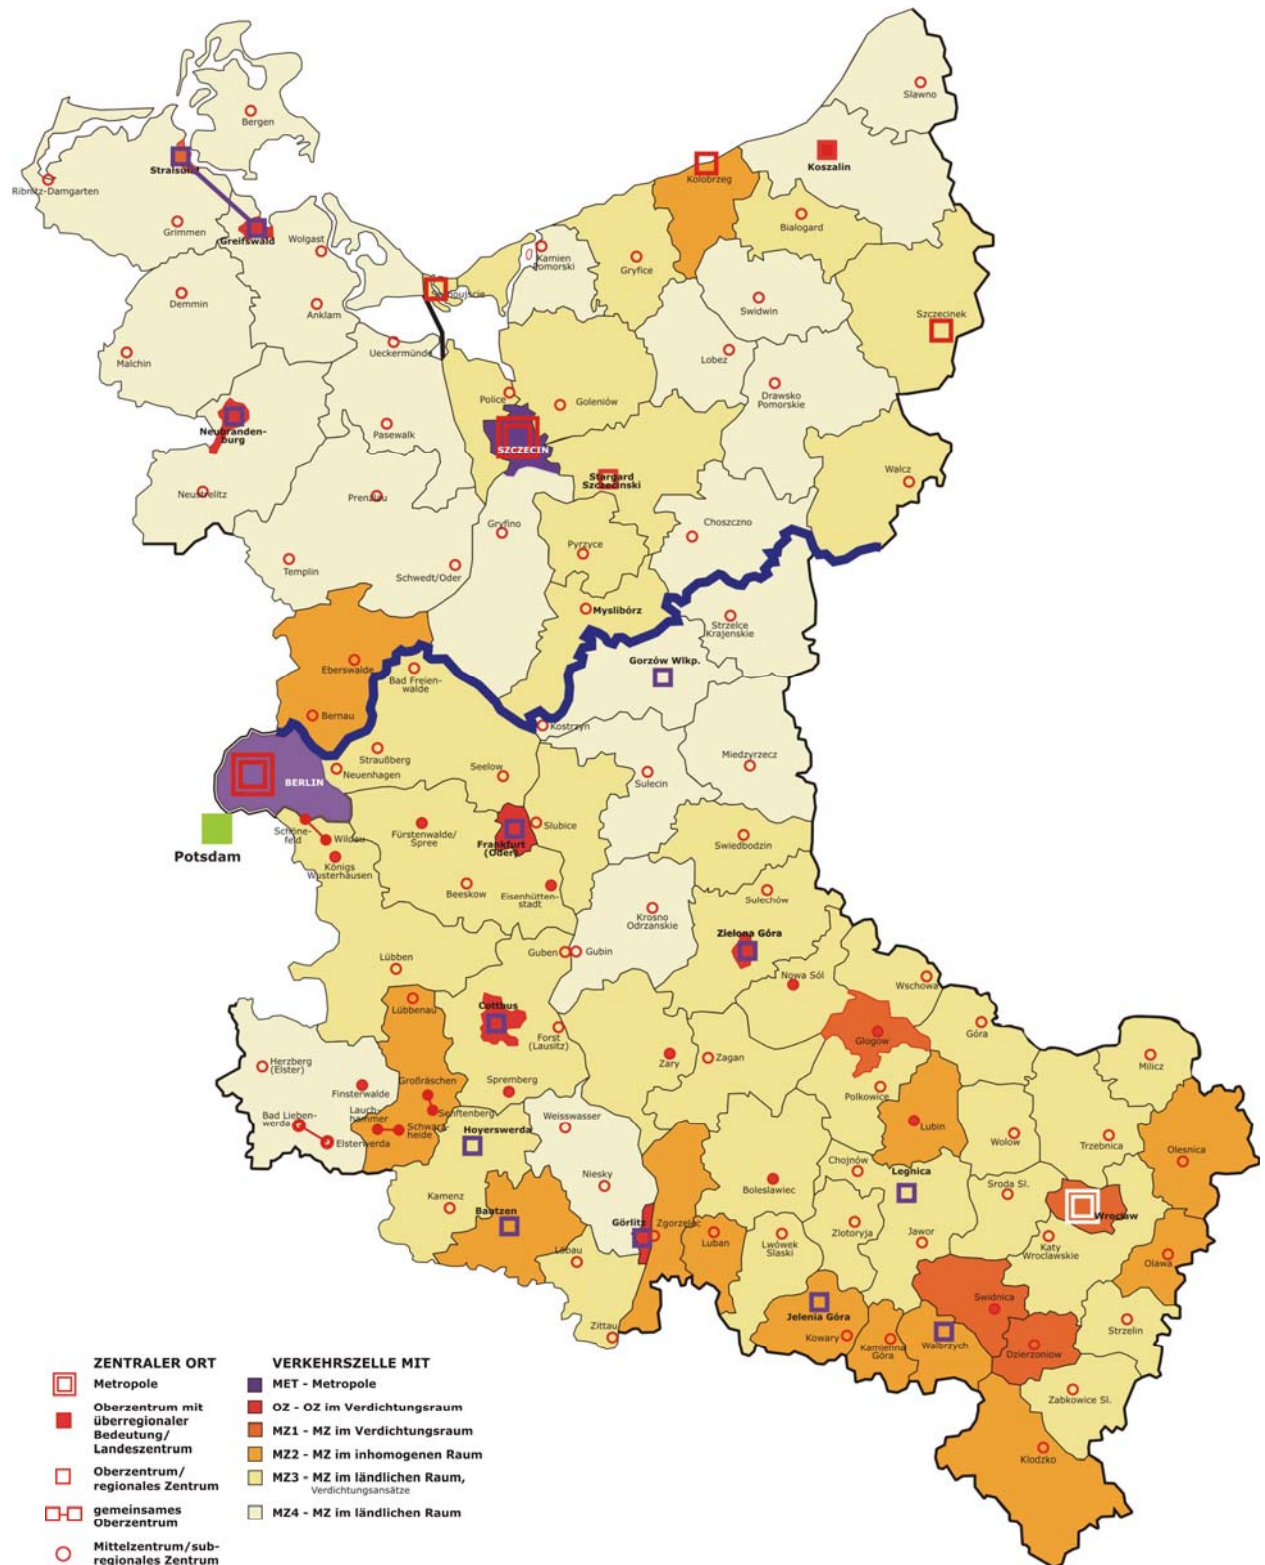 Slawno
Bergen
Koszalin
Stralsund
Kolobrzeg
Ribnitz-Damgarten
Grimmen
Greifswald
Wolgast
Bialogard
Kamien
Pomorski
Gryfice
Demmin
Anklam
Swidwin
Szczecinek
Ueckermünde
Malchin
Lobez
Drawsko
Pomorskie
Police
Goleniów
Neubranden-
burg
Pasewalk
SZCZECIN
Walcz
Stargard
Szczecinski
Neustrelitz
Prenzlau
Gryfino
Choszczno
Pyrzyce
Templin
Schwedt/Oder
Myslibórz
Strzelce
Krajenskie
Eberswalde
Gorzów Wlkp.
Bad Freien-
walde
Bernau
Kostrzyn
Straußberg
Miedzyrzecz
Neuenhagen
Seelow
BERLIN
Sulecin
Slubice
Schöne-
feld
Wildau
Fürstenwalde/
Spree
Frankfurt
(Oder)
Swiedbodzin
Potsdam
Königs
Wusterhausen
Beeskow
Eisenhütten-
stadt
Sulechów
Krosno
Odrzanskie
Zielona Góra
Guben
Gubin
Lübben
Nowa Sól
Wschowa
Lübbenau
Cottbus
Forst
(Lausitz)
Glogów
Góra
Herzberg
(Elster)
Zary
Zagan
Milicz
Finsterwalde
Großräschen
Spremberg
Polkowice
Bad Lieben-
werda
Lauch-
hammer
Senftenberg
Weisswasser
Elsterwerda
Schwarz
heide
Hoyerswerda
Lubin
Wolow
Trzebnica
Olesnica
Chojnów
Niesky
Legnica
Boleslawiec
Sroda Sl.
Kamenz
Bautzen
Görlitz
Zgorzelec
Wroclaw
Luban
Lwówek
Slaski
Zlotoryja
Jawor
Katy
Wroclawskie
Löbau
Olawa
Swidnica
Jelenia Góra
Zittau
Kowary
Kamienna
Góra
Walbrzych
Dzierzoniow
Strzelin
Zabkowice Sl.
Klodzko
ZENTRALER ORT
Metropole
Oberzentrum mit
überregionaler
Bedeutung/
Landeszentrum
Oberzentrum/
regionales Zentrum
gemeinsames
Oberzentrum
Mittelzentrum/sub-
regionales Zentrum
VERKEHRSZELLE MIT
MET - Metropole
OZ - OZ im Verdichtungsraum
MZ1 - MZ im Verdichtungsraum
MZ2 - MZ im inhomogenen Raum
MZ3 - MZ im ländlichen Raum,
Verdichtungsansätze
MZ4 - MZ im ländlichen Raum